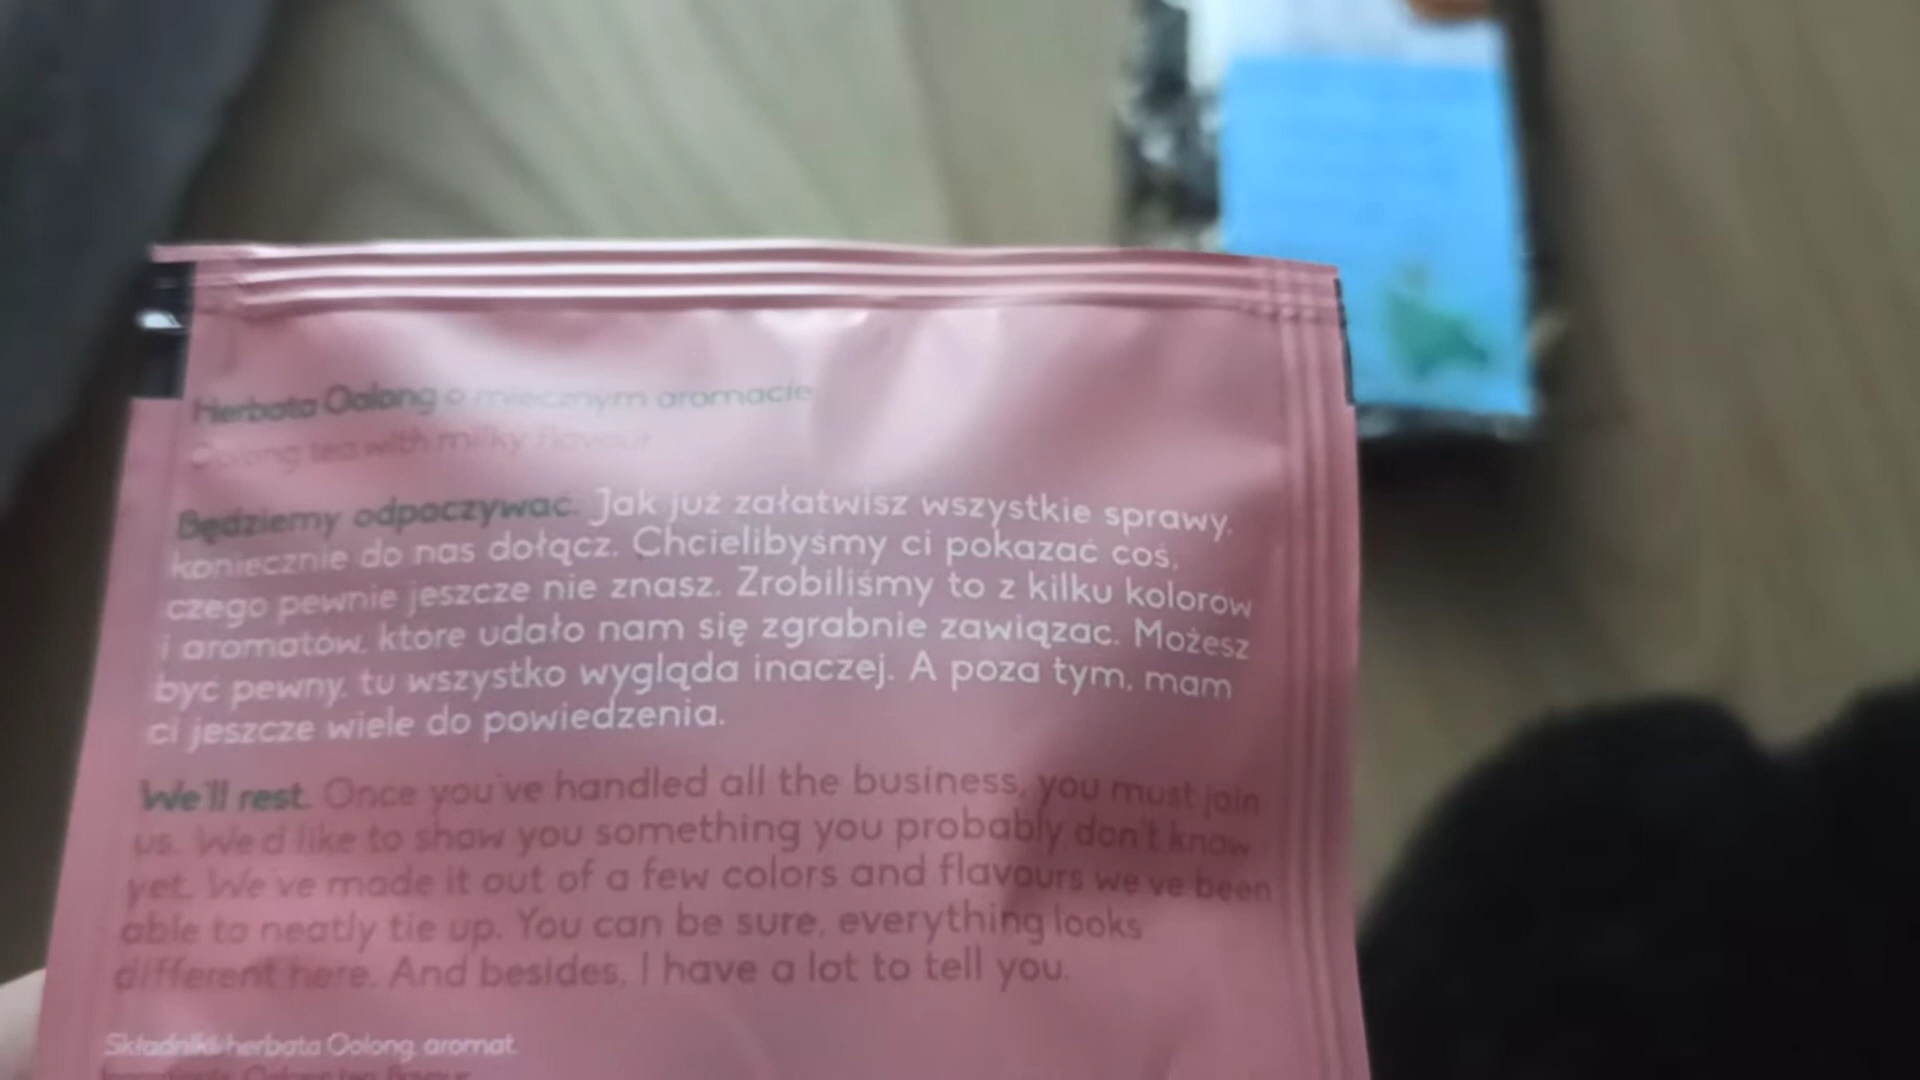 Herbata Oolong o mlecznym aromacie
Oolong tea with milky flavour
Będziemy odpoczywać. Jak już załatwisz wszystkie sprawy,
koniecznie do nas dołącz. Chcielibyśmy ci pokazać coś,
czego pewnie jeszcze nie znasz. Zrobiliśmy to z kilku kolorów
i aromatów, które udało nam się zgrabnie zawiązać. Możesz
być pewny, tu wszystko wygląda inaczej. A poza tym, mam
ci jeszcze wiele do powiedzenia.
We'll rest. Once you've handled all the business, you must join
us. We'd like to show you something you probably don't know
yet. We've made it out of a few colors and flavours we've been
able to neatly tie up. You can be sure, everything looks
different here. And besides, I have a lot to tell you.
Składniki: herbata Oolong, aromat.
Ingredients: Oolong tea, flavour.